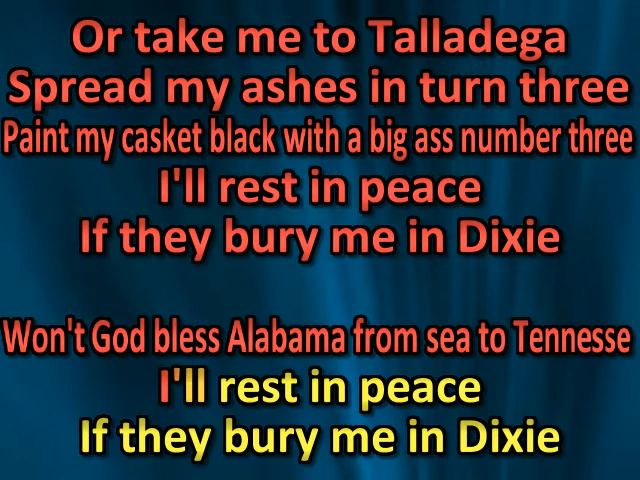 Or take me to Talladega
Spread my ashes in turn three
Paint my casket black with a big ass number three
I'll rest in peace
If they bury me in Dixie
Won't God bless Alabama from sea to Tennesse
I'll rest in peace
If they bury me in Dixie